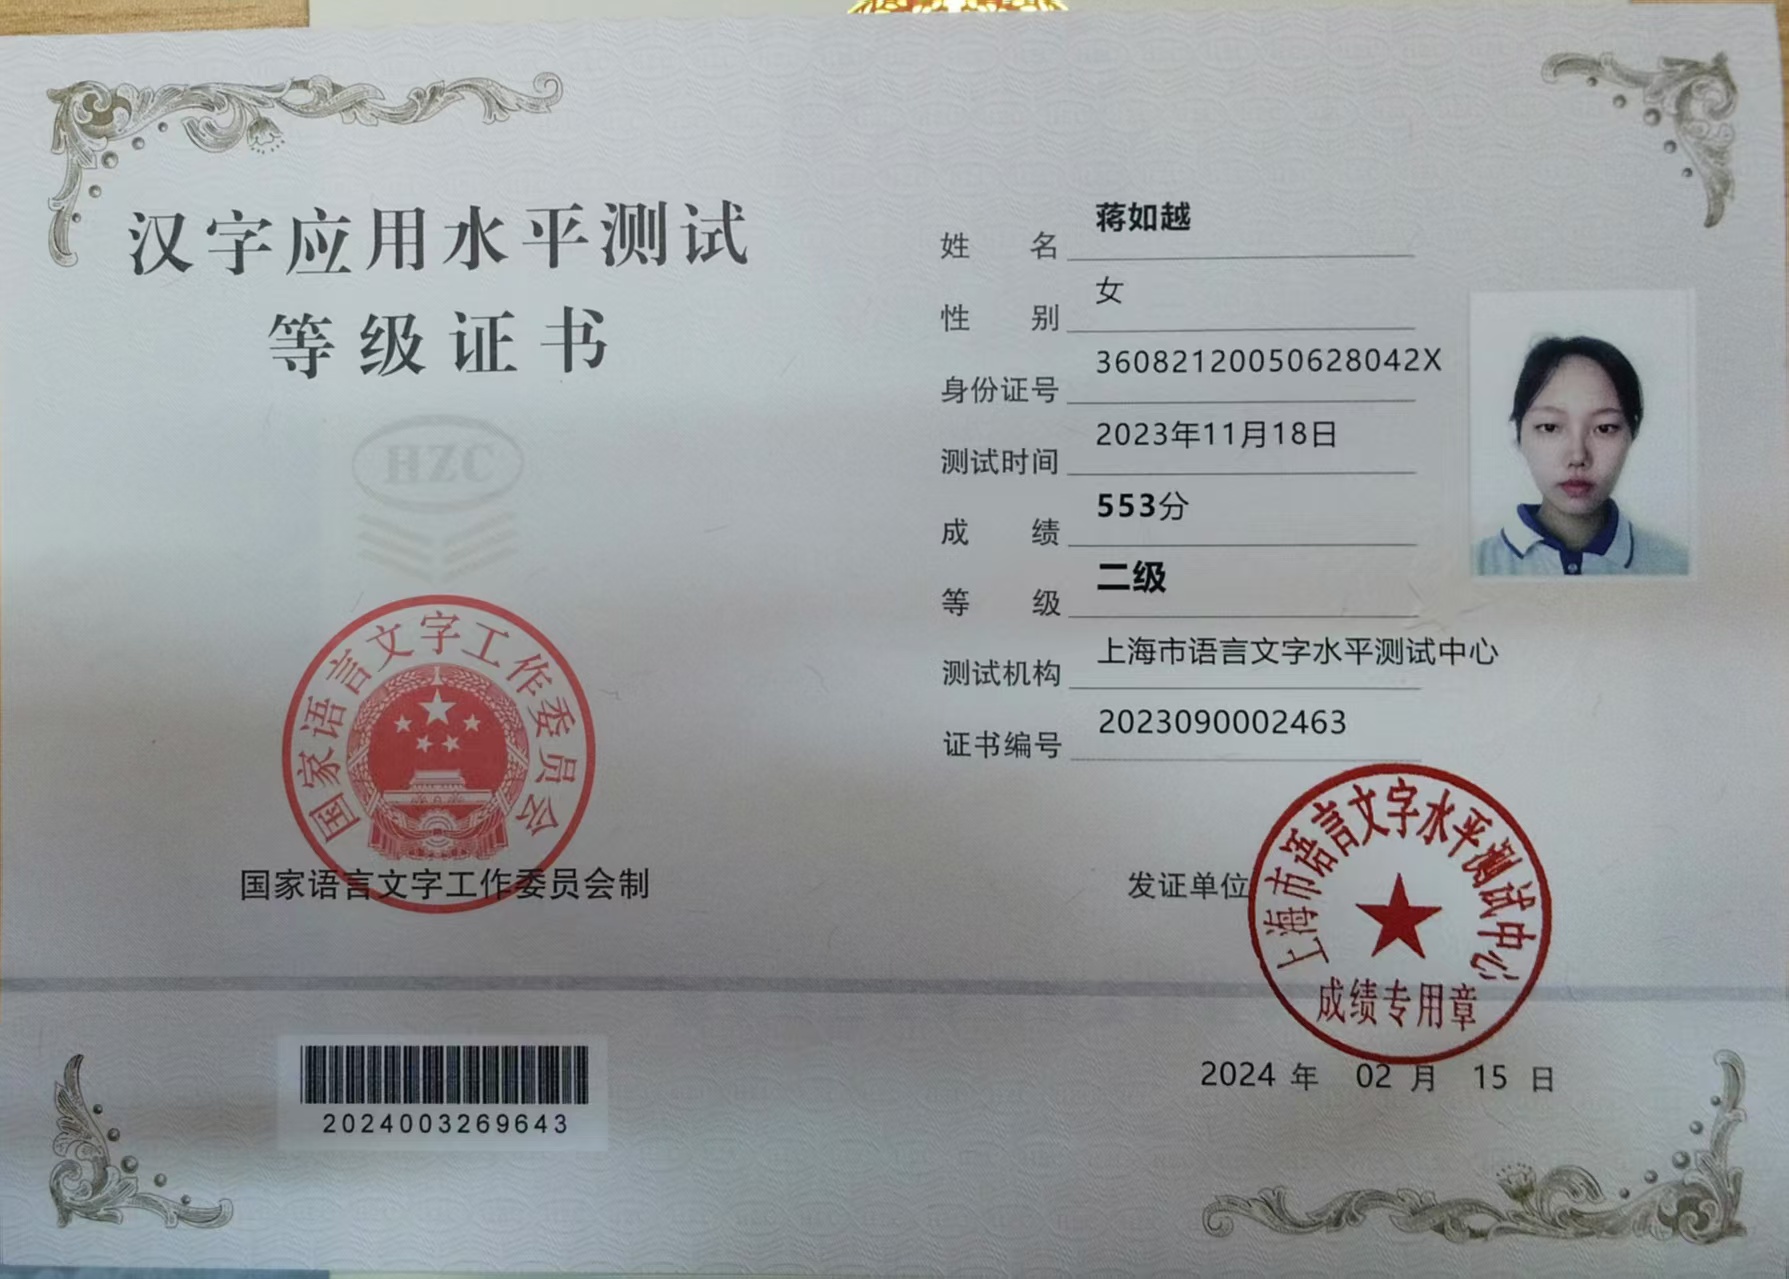 汉字应用水平测试
等级证书
HZC
国家语言文字工作委员会
国家语言文字工作委员会制
2024003269643
姓名 蒋如越
性别 女
身份证号 36082120050628042X
测试时间 2023年11月18日
成绩 553分
等级 二级
测试机构 上海市语言文字水平测试中心
证书编号 2023090002463
发证单位
上海市语言文字水平测试中心
成绩专用章
2024 年 02 月 15 日